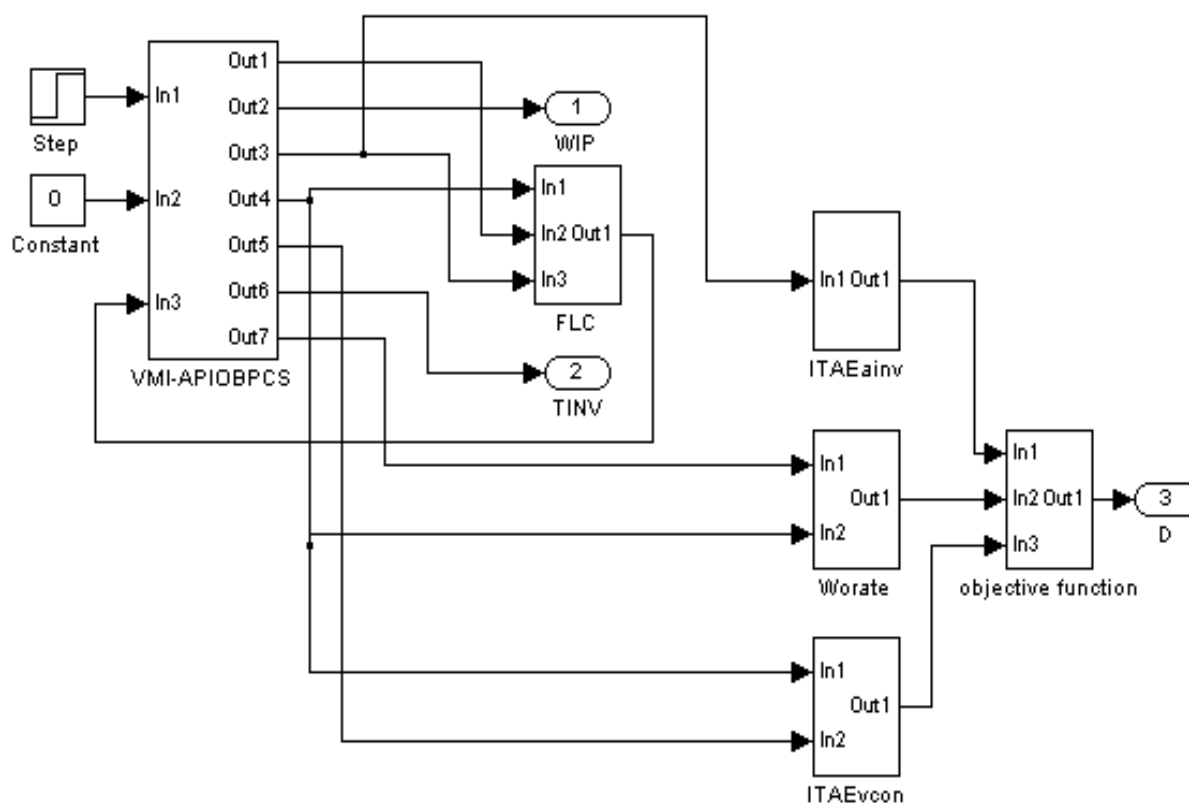 Step
0
Constant
In1
In2
In3
Out1
Out2
Out3
Out4
Out5
Out6
Out7
VMI-APIOBPCS
1
WIP
In1
In2 Out1
In3
FLC
2
TINV
In1 Out1
ITAEainv
In1
Out1
In2
Worate
In1
Out1
In2
ITAEvcon
In1
In2 Out1
In3
objective function
3
D